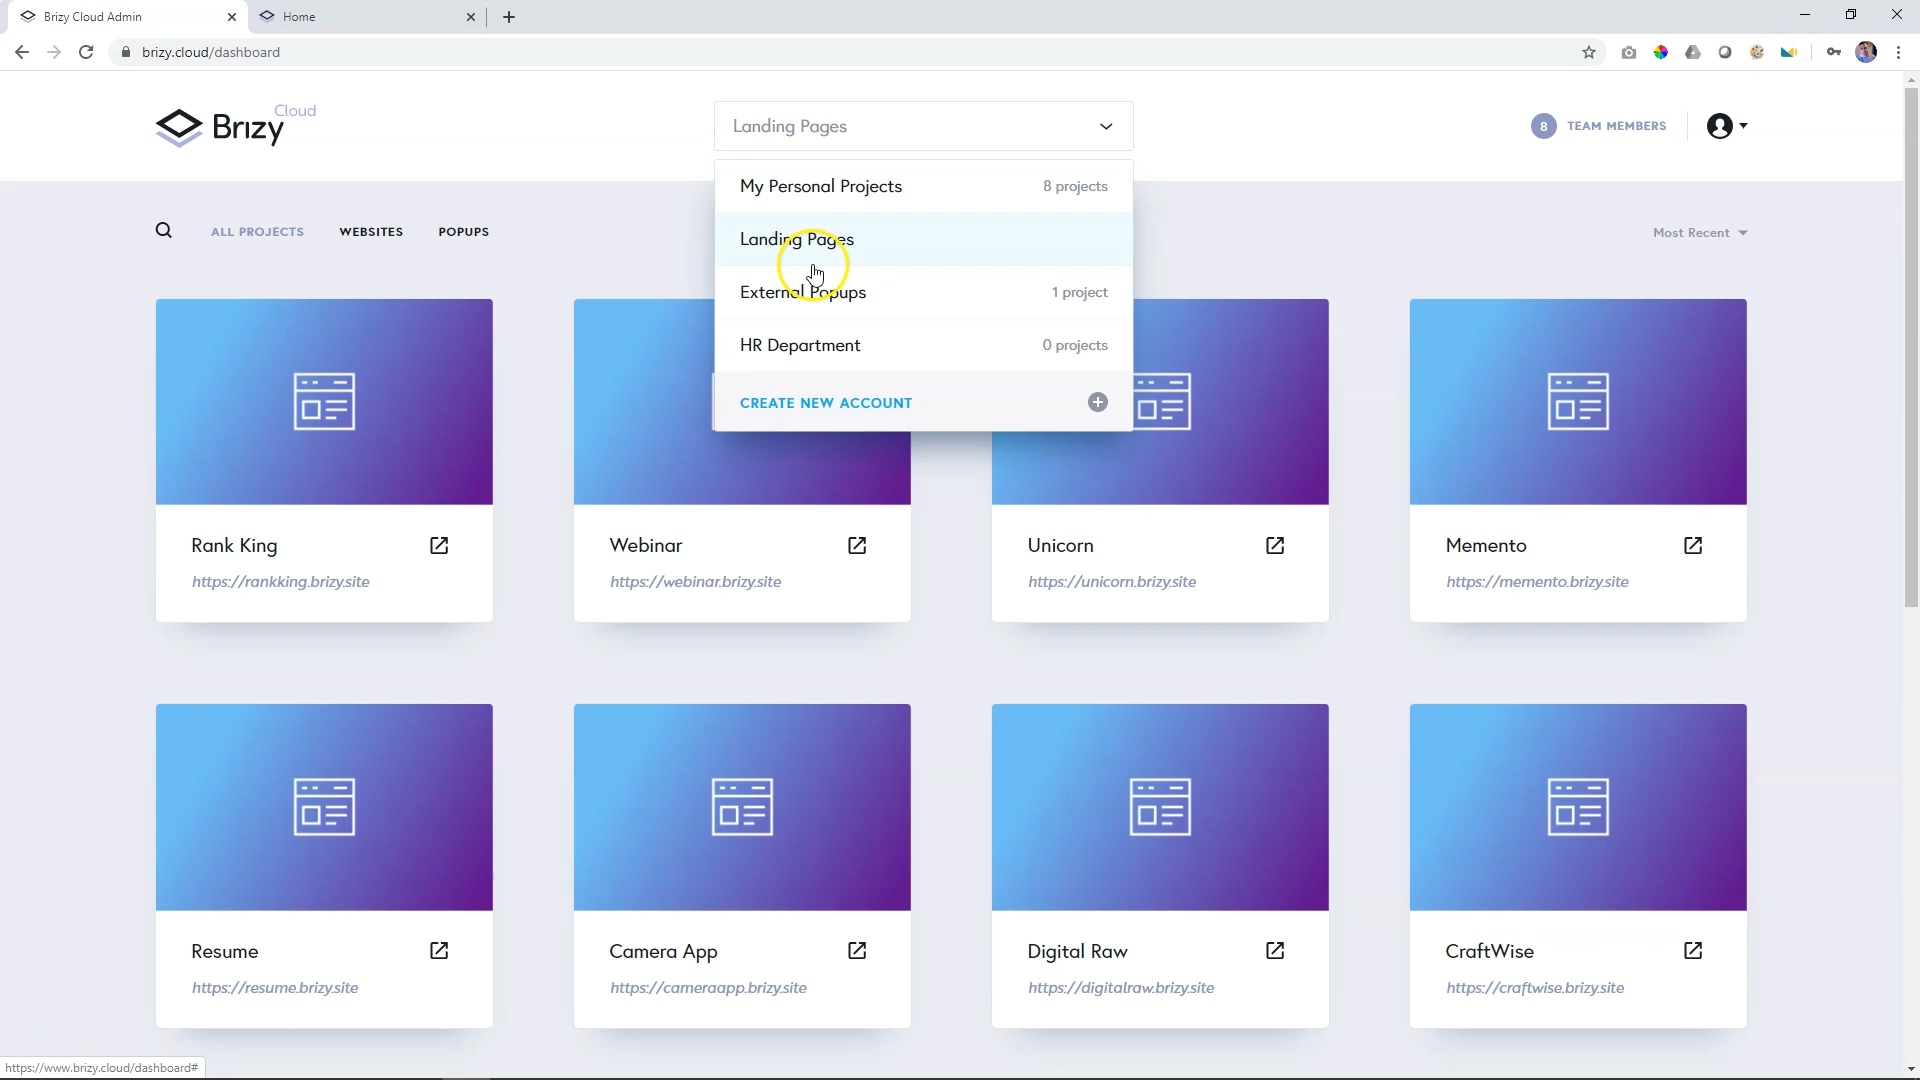 Brizy Cloud Admin
Home
brizy.cloud/dashboard
Brizy Cloud
Landing Pages
8 TEAM MEMBERS
My Personal Projects 8 projects
Landing Pages
External Popups 1 project
HR Department 0 projects
CREATE NEW ACCOUNT
ALL PROJECTS WEBSITES POPUPS
Most Recent
Rank King
https://rankking.brizy.site
Webinar
https://webinar.brizy.site
Unicorn
https://unicorn.brizy.site
Memento
https://memento.brizy.site
Resume
https://resume.brizy.site
Camera App
https://cameraapp.brizy.site
Digital Raw
https://digitalraw.brizy.site
CraftWise
https://craftwise.brizy.site
https://www.brizy.cloud/dashboard#